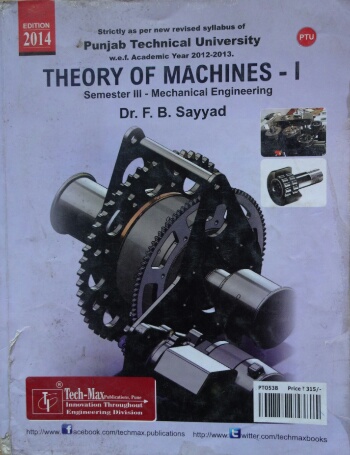 EDITION
2014
Strictly as per new revised syllabus of
Punjab Technical University
w.e.f. Academic Year 2012-2013.
PTU
THEORY OF MACHINES - I
Semester III - Mechanical Engineering
Dr. F. B. Sayyad
Tech-Max Publications, Pune
Innovation Throughout
Engineering Division
PT053B Price ₹ 315/-
http://www.facebook.com/techmax.publications http://www.twitter.com/techmaxbooks